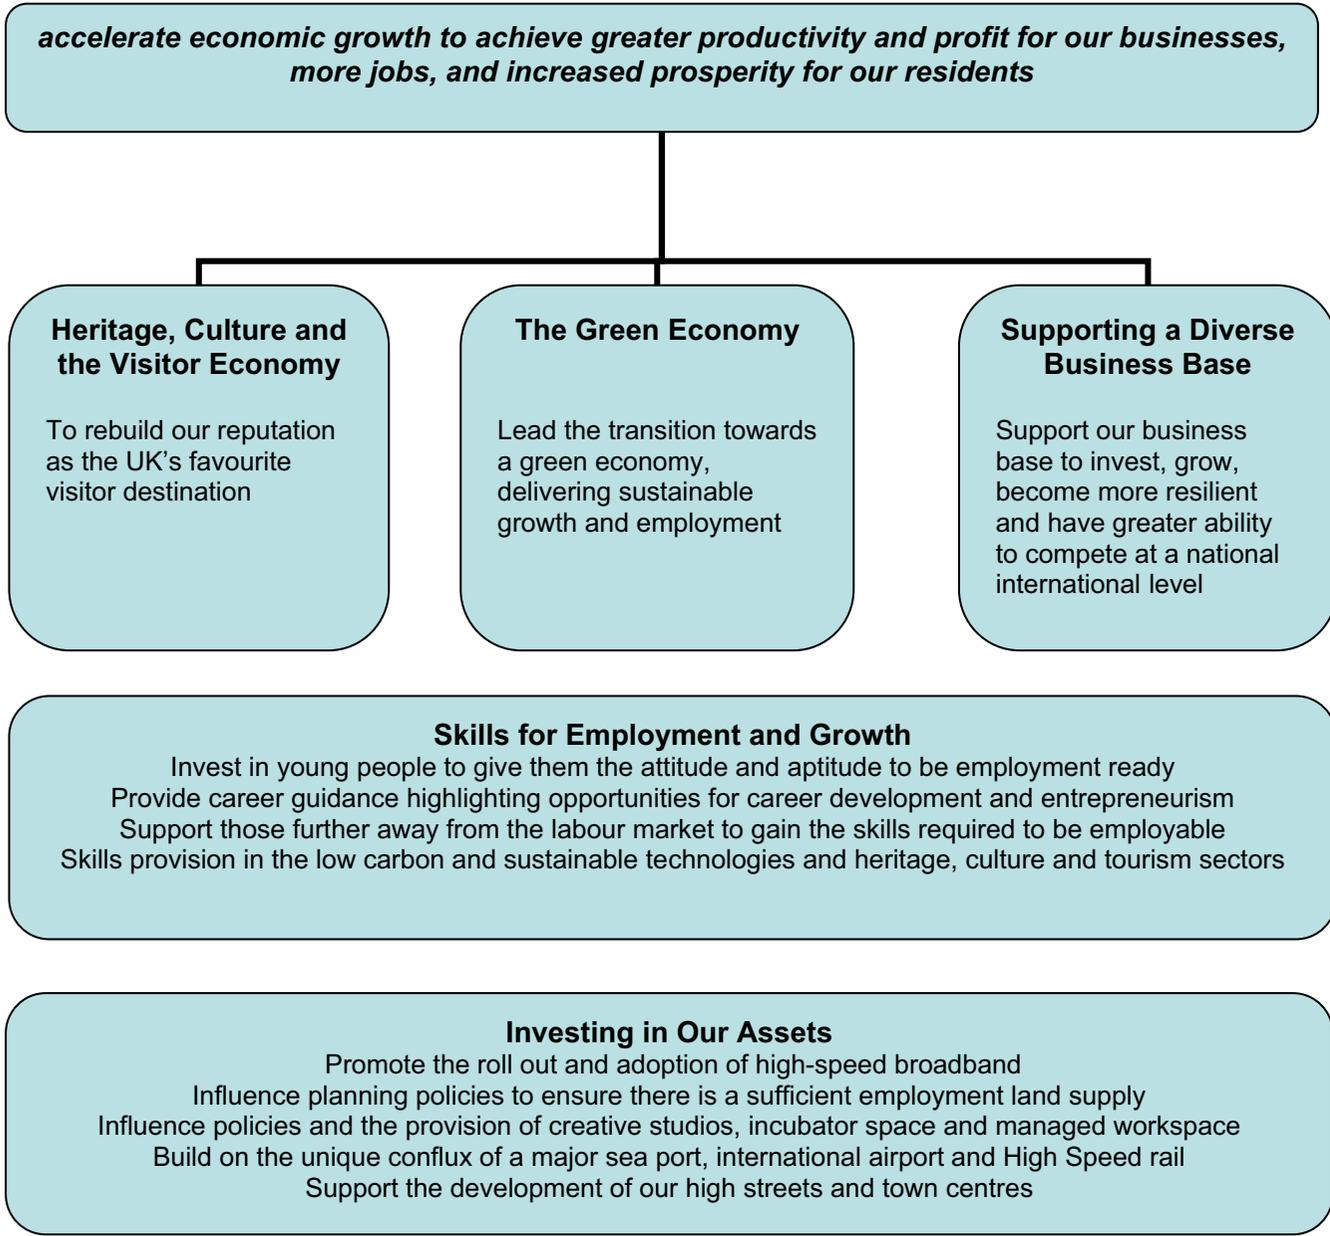 accelerate economic growth to achieve greater productivity and profit for our businesses,
more jobs, and increased prosperity for our residents
Heritage, Culture and
the Visitor Economy
To rebuild our reputation
as the UK's favourite
visitor destination
The Green Economy
Lead the transition towards
a green economy,
delivering sustainable
growth and employment
Supporting a Diverse
Business Base
Support our business
base to invest, grow,
become more resilient
and have greater ability
to compete at a national
international level
Skills for Employment and Growth
Invest in young people to give them the attitude and aptitude to be employment ready
Provide career guidance highlighting opportunities for career development and entrepreneurism
Support those further away from the labour market to gain the skills required to be employable
Skills provision in the low carbon and sustainable technologies and heritage, culture and tourism sectors
Investing in Our Assets
Promote the roll out and adoption of high-speed broadband
Influence planning policies to ensure there is a sufficient employment land supply
Influence policies and the provision of creative studios, incubator space and managed workspace
Build on the unique conflux of a major sea port, international airport and High Speed rail
Support the development of our high streets and town centres